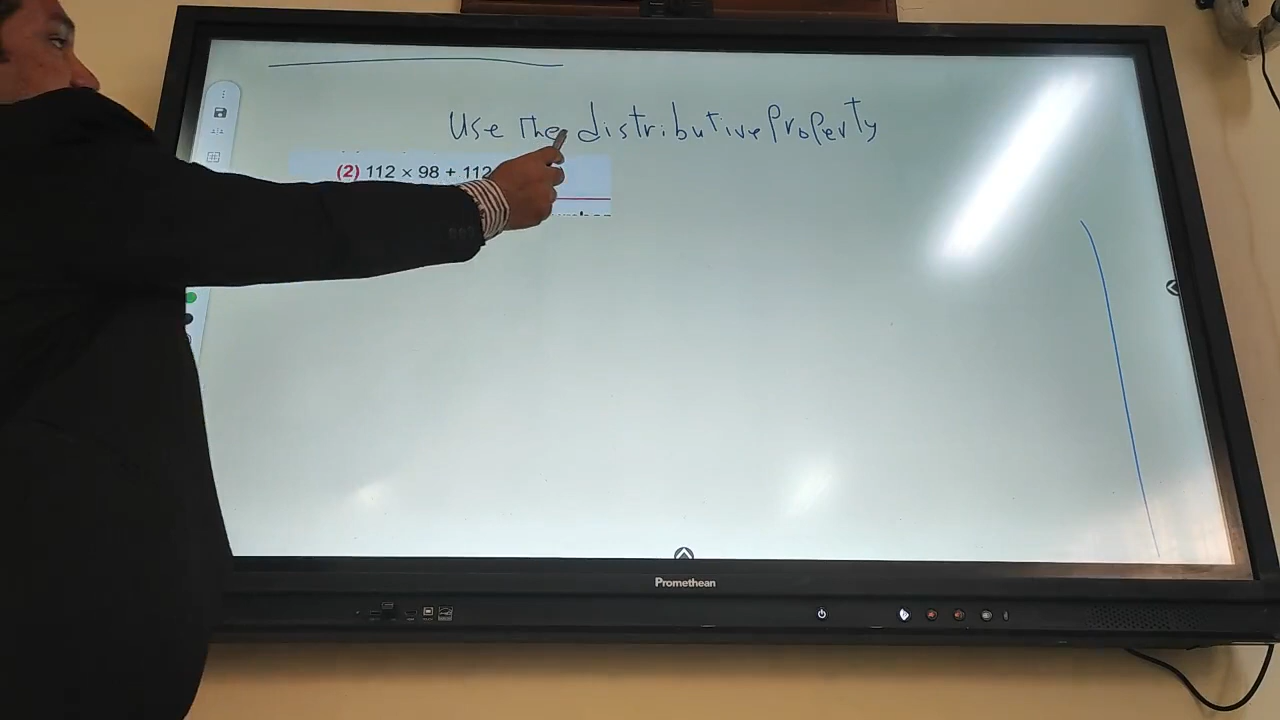 Use The distributive Property
(2) 112 × 98 + 112
Promethean